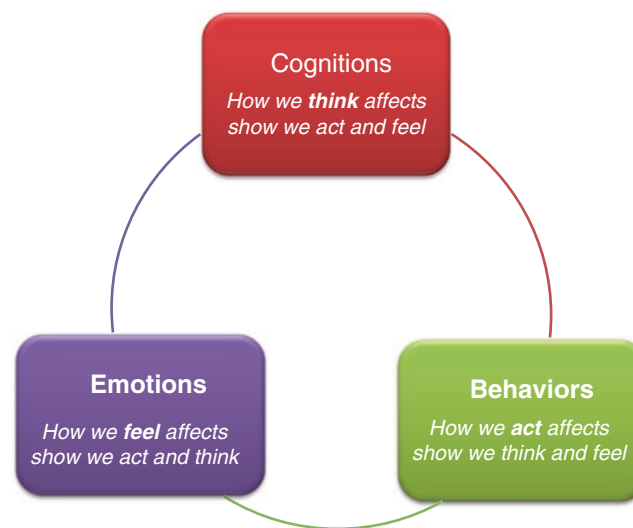 Cognitions
How we think affects
show we act and feel
Emotions
How we feel affects
show we act and think
Behaviors
How we act affects
show we think and feel